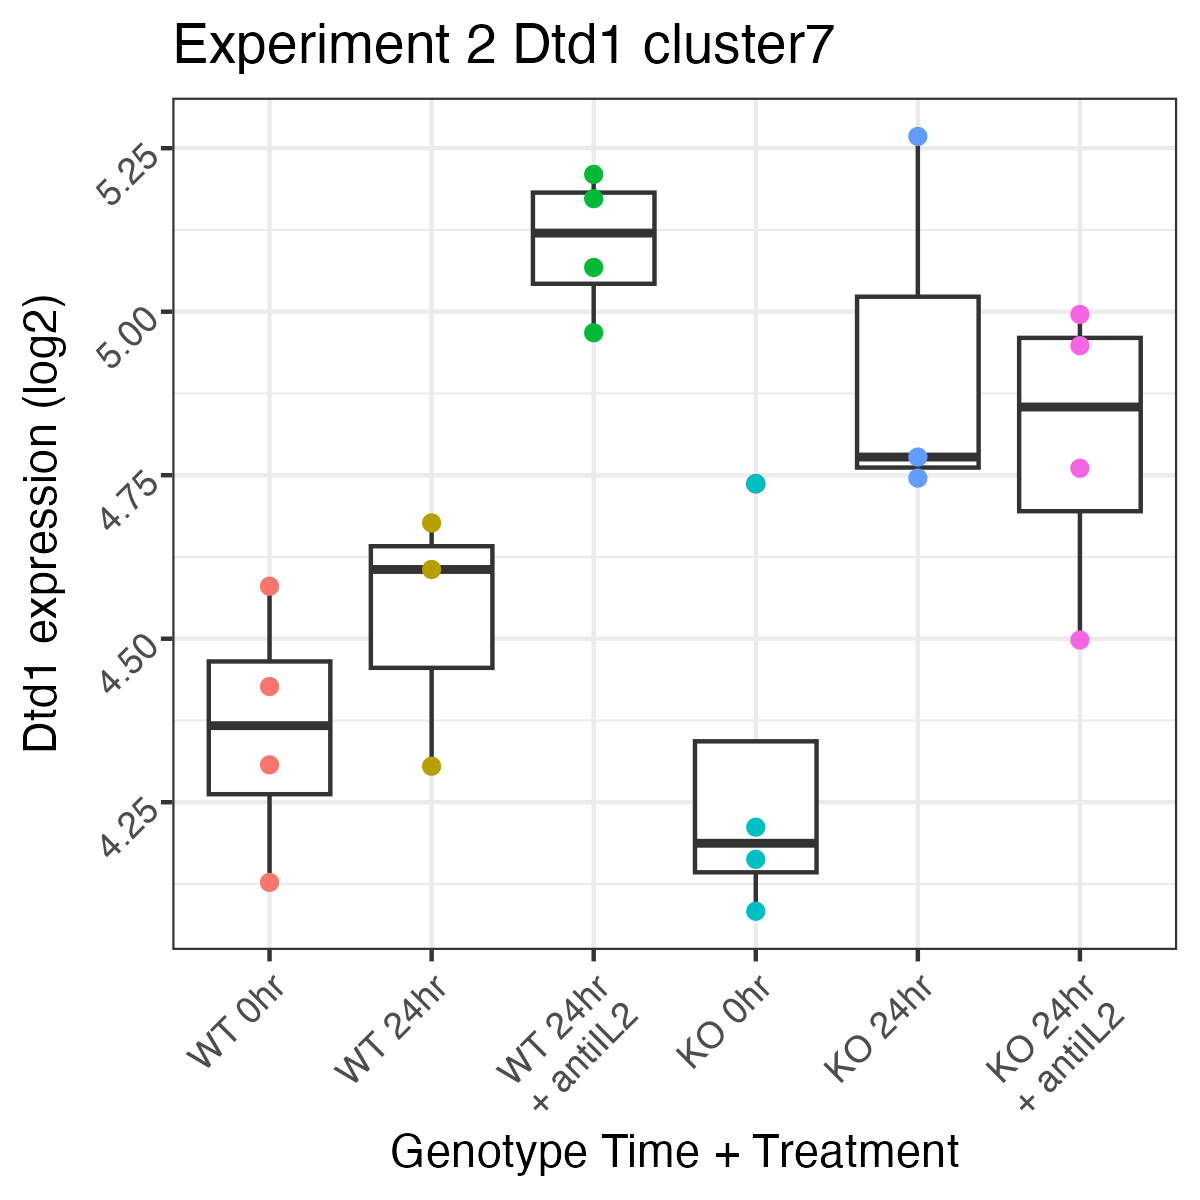 Experiment 2 Dtd1 cluster7
Dtd1 expression (log2)
5.25
5.00
4.75
4.50
4.25
WT 0hr
WT 24hr
WT 24hr
+ antiIL2
KO 0hr
KO 24hr
KO 24hr
+ antiIL2
Genotype Time + Treatment